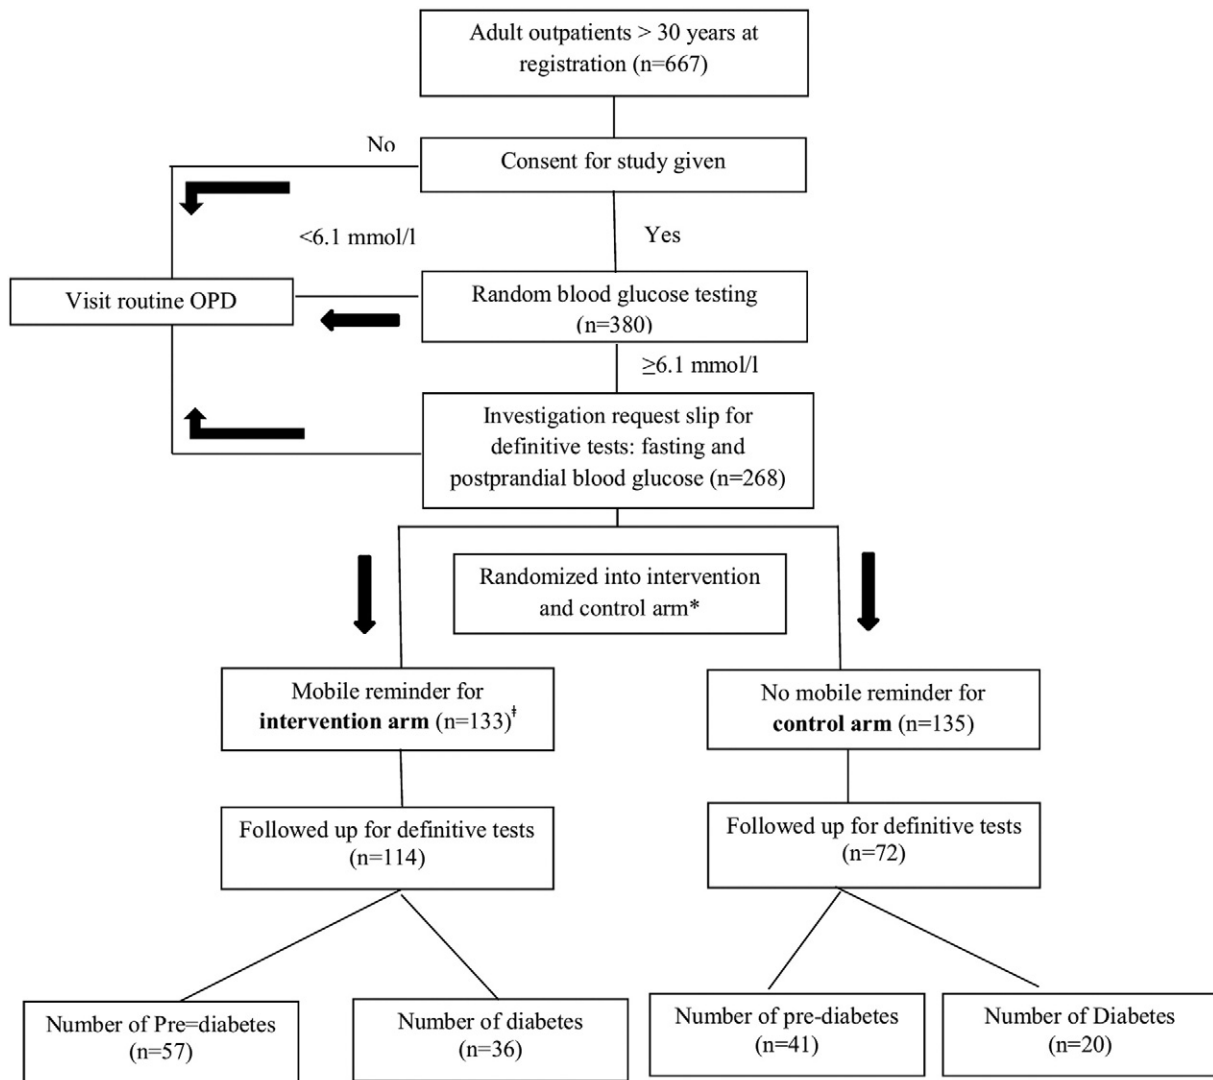 Adult outpatients > 30 years at
registration (n=667)
No
Consent for study given
<6.1 mmol/l
Yes
Visit routine OPD
Random blood glucose testing
(n=380)
≥6.1 mmol/l
Investigation request slip for
definitive tests: fasting and
postprandial blood glucose (n=268)
Randomized into intervention
and control arm*
Mobile reminder for
intervention arm (n=133)ǂ
No mobile reminder for
control arm (n=135)
Followed up for definitive tests
(n=114)
Followed up for definitive tests
(n=72)
Number of Pre=diabetes
(n=57)
Number of diabetes
(n=36)
Number of pre-diabetes
(n=41)
Number of Diabetes
(n=20)